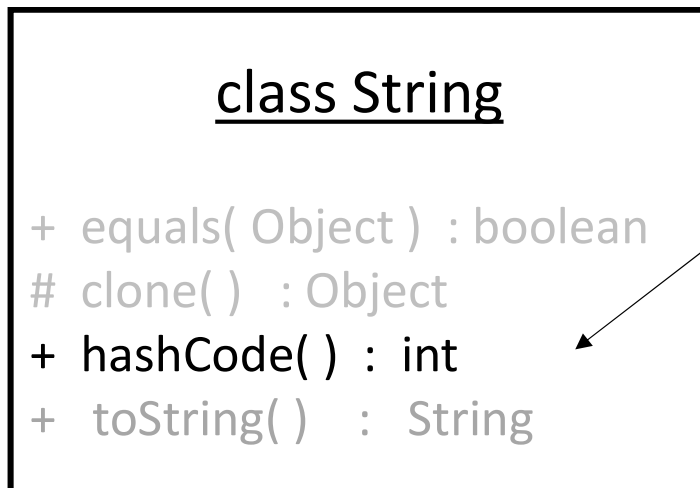 class String
+ equals( Object ) : boolean
# clone( ) : Object
+ hashCode( ) : int
+ toString( ) : String